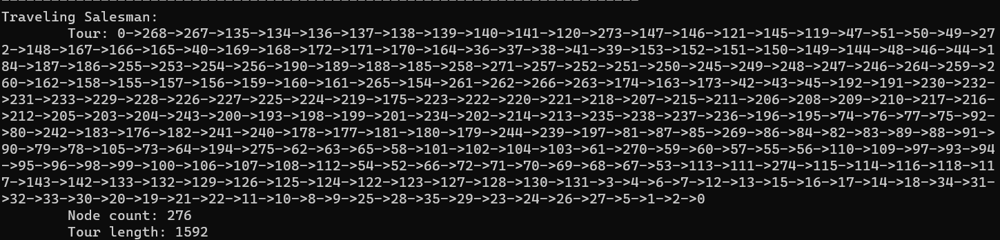 Traveling Salesman:
Tour: 0->268->267->135->134->136->137->138->139->140->141->120->273->147->146->121->145->119->47->51->50->49->27
2->148->167->166->165->40->169->168->172->171->170->164->36->37->38->41->39->153->152->151->150->149->144->48->46->44->1
84->187->186->255->253->254->256->190->189->188->185->258->271->257->252->251->250->245->249->248->247->246->264->259->2
60->162->158->155->157->156->159->160->161->265->154->261->262->266->263->174->163->173->42->43->45->192->191->230->232-
>231->233->229->228->226->227->225->224->219->175->223->222->220->221->218->207->215->211->206->208->209->210->217->216-
>212->205->203->204->243->200->193->198->199->201->234->202->214->213->235->238->237->236->196->195->74->76->77->75->92-
>80->242->183->176->182->241->240->178->177->181->180->179->244->239->197->81->87->85->269->86->84->82->83->89->88->91->
90->79->78->105->73->64->194->275->62->63->65->58->101->102->104->103->61->270->59->60->57->55->56->110->109->97->93->94
->95->96->98->99->100->106->107->108->112->54->52->66->72->71->70->69->68->67->53->113->111->274->115->114->116->118->11
7->143->142->133->132->129->126->125->124->122->123->127->128->130->131->3->4->6->7->12->13->15->16->17->14->18->34->31-
>32->33->30->20->19->21->22->11->10->8->9->25->28->35->29->23->24->26->27->5->1->2->0
Node count: 276
Tour length: 1592